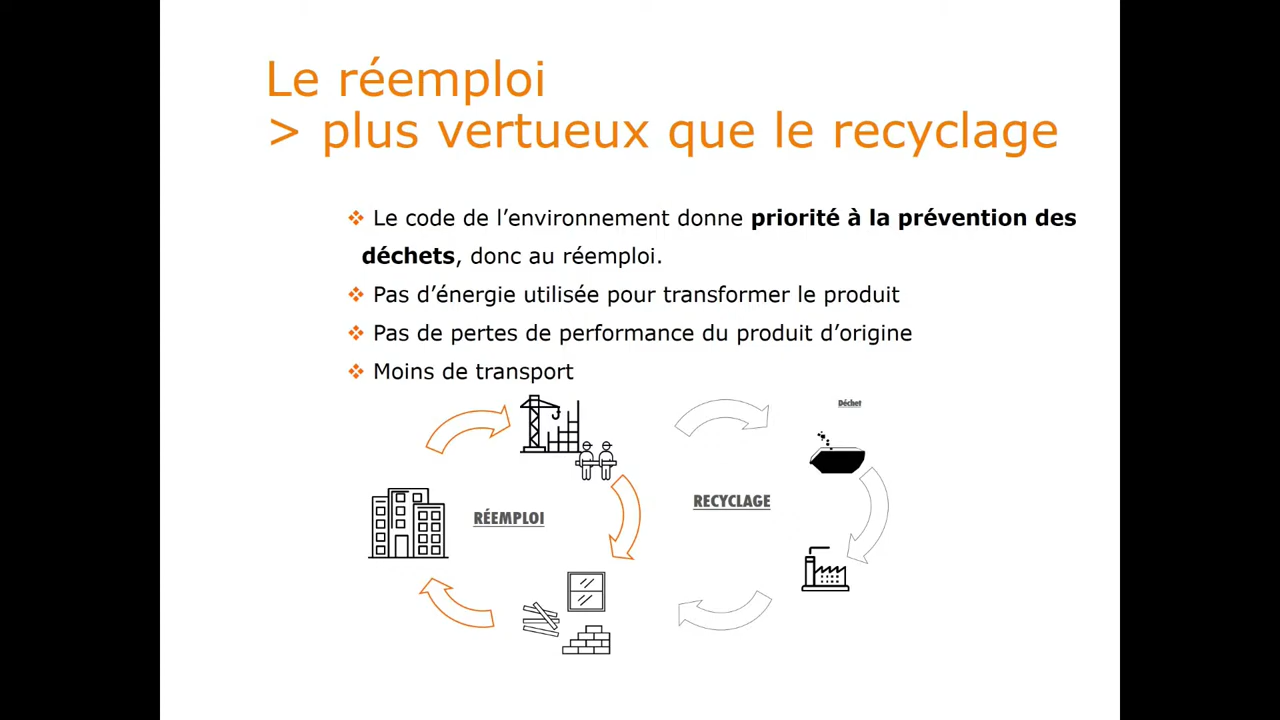 Le réemploi
> plus vertueux que le recyclage
❖ Le code de l’environnement donne priorité à la prévention des
déchets, donc au réemploi.
❖ Pas d’énergie utilisée pour transformer le produit
❖ Pas de pertes de performance du produit d’origine
❖ Moins de transport
Déchet
RECYCLAGE
RÉEMPLOI